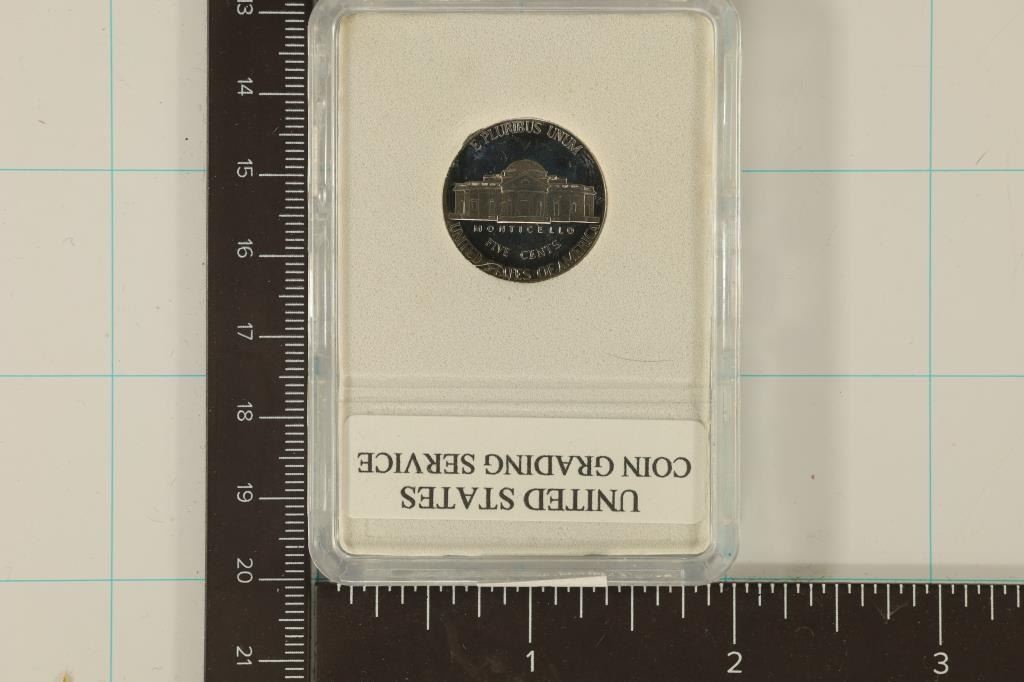 E PLURIBUS UNUM
MONTICELLO
FIVE CENTS
UNITED STATES OF AMERICA
UNITED STATES
COIN GRADING SERVICE
13
14
15
16
17
18
19
20
21
1
2
3